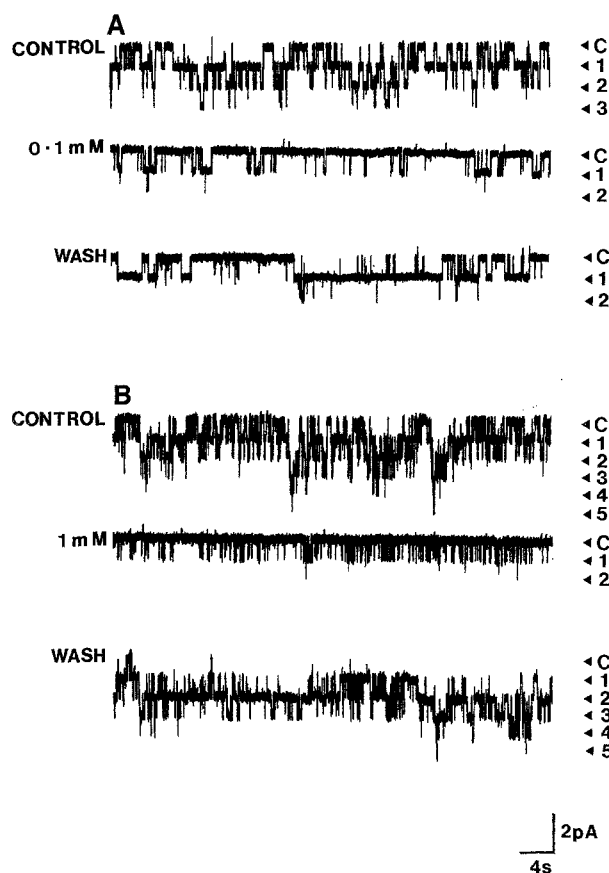 A
CONTROL
◄ C
◄ 1
◄ 2
◄ 3
0·1 mM
◄ C
◄ 1
◄ 2
WASH
◄ C
◄ 1
◄ 2
B
CONTROL
◄ C
◄ 1
◄ 2
◄ 3
◄ 4
◄ 5
1 mM
◄ C
◄ 1
◄ 2
WASH
◄ C
◄ 1
◄ 2
◄ 3
◄ 4
◄ 5
2pA
4s